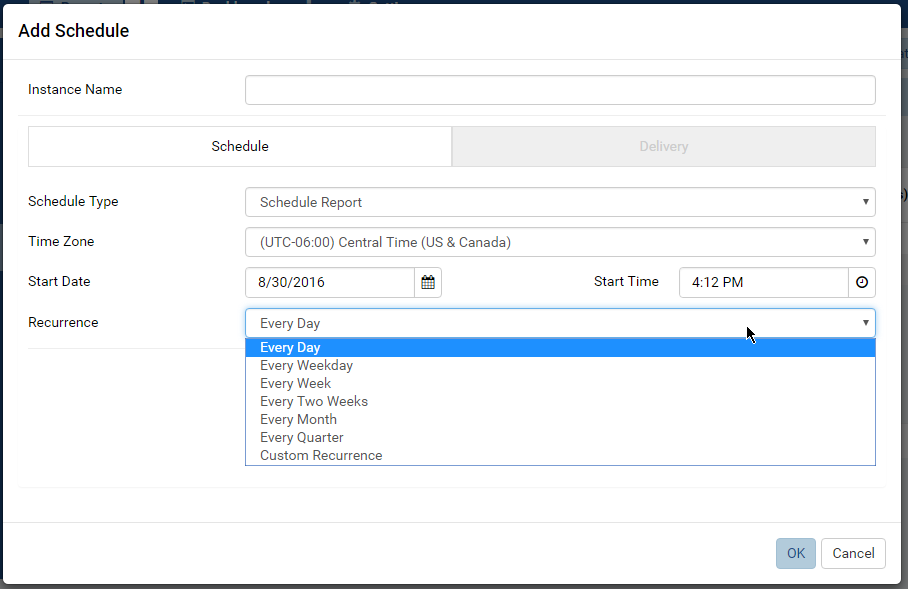 Add Schedule
Instance Name
Schedule Delivery
Schedule Type Schedule Report
Time Zone (UTC-06:00) Central Time (US & Canada)
Start Date 8/30/2016 Start Time 4:12 PM
Recurrence Every Day
Every Day
Every Weekday
Every Week
Every Two Weeks
Every Month
Every Quarter
Custom Recurrence
OK Cancel